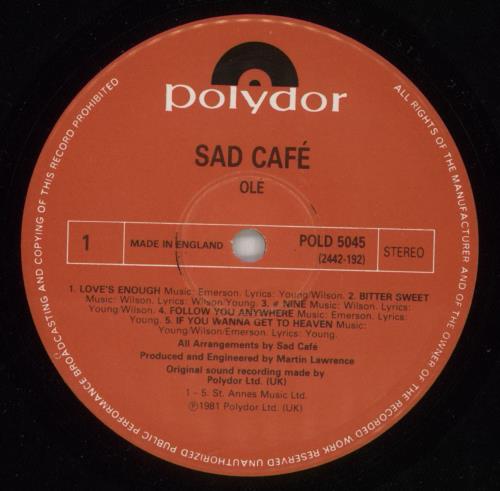 polydor
SAD CAFÉ
OLÉ
1 MADE IN ENGLAND POLD 5045 (2442-192) STEREO
1. LOVE'S ENOUGH Music: Emerson. Lyrics: Young/Wilson. 2. BITTER SWEET
Music: Wilson. Lyrics: Wilson/Young. 3. # NINE Music: Wilson. Lyrics:
Young/Wilson. 4. FOLLOW YOU ANYWHERE Music: Emerson. Lyrics:
Young. 5. IF YOU WANNA GET TO HEAVEN Music:
Young/Wilson/Emerson. Lyrics: Young.
All Arrangements by Sad Café
Produced and Engineered by Martin Lawrence
Original sound recording made by
Polydor Ltd. (UK)
1 – 5. St. Annes Music Ltd.
℗1981 Polydor Ltd. (UK)
ALL RIGHTS OF THE MANUFACTURER AND OF THE OWNER OF THE RECORDED WORK RESERVED UNAUTHORIZED PUBLIC PERFORMANCE BROADCASTING AND COPYING OF THIS RECORD PROHIBITED